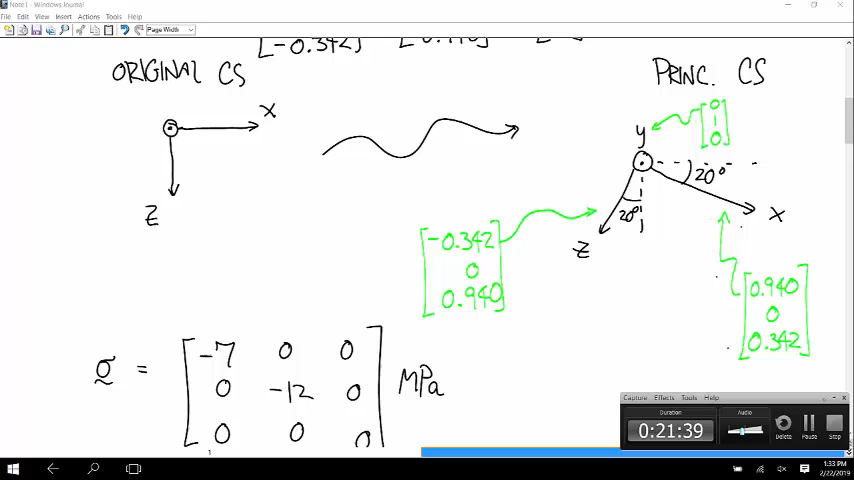 Note1 - Windows Journal
File Edit View Insert Actions Tools Help
Page Width
[-0.342]
ORIGINAL CS
PRINC. CS
X
Z
y
[0
1
0]
20°
20°
X
Z
[-0.342
0
0.940]
[0.940
0
0.342]
σ = [-7 0 0
0 -12 0
0 0 0] MPa
Capture Effects Tools Help
Duration
0:21:39
Audio
Delete Pause Stop
1:33 PM
2/22/2019